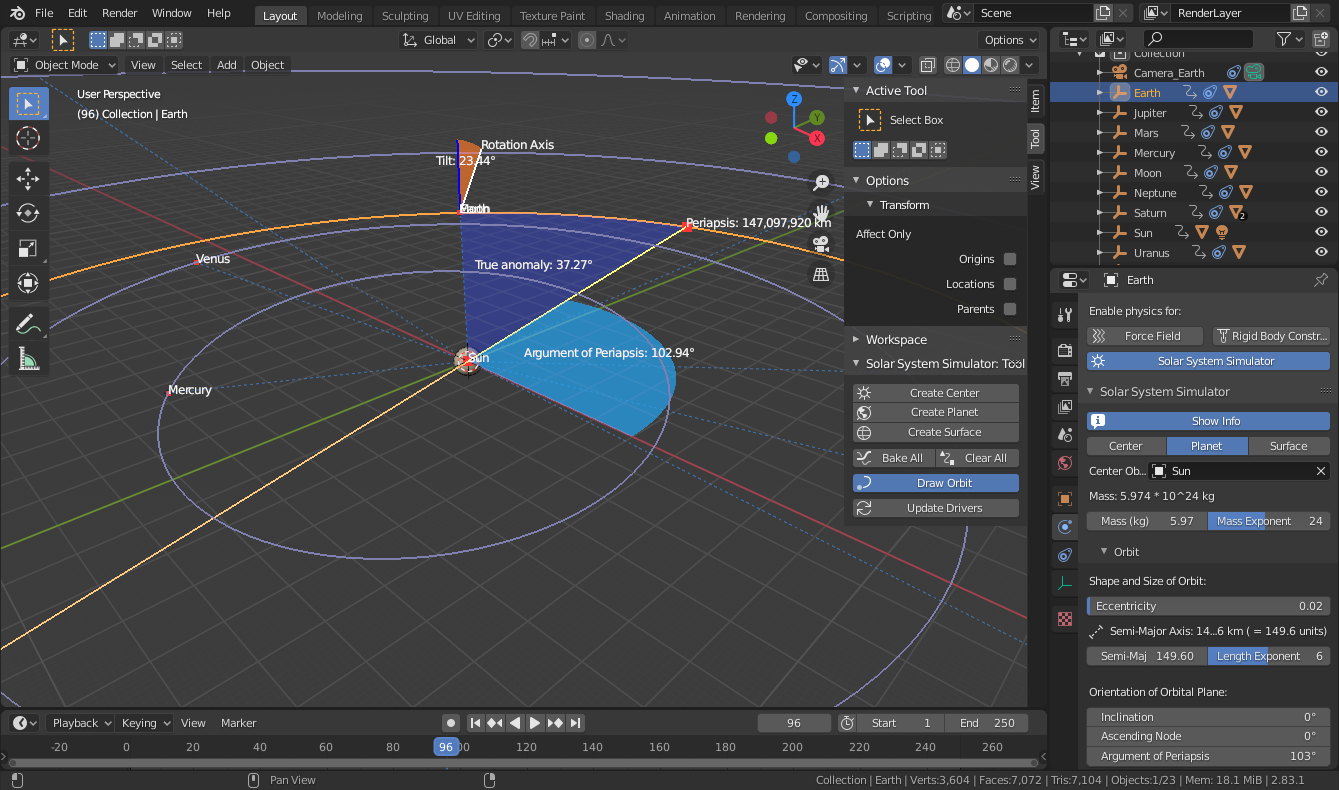 File Edit Render Window Help Layout Modeling Sculpting UV Editing Texture Paint Shading Animation Rendering Compositing Scripting Scene RenderLayer
Global Options
Object Mode View Select Add Object
User Perspective
(96) Collection | Earth
Z
Y
X
Rotation Axis
Tilt: 23.44°
Periapsis: 147,097,920 km
Venus
True anomaly: 37.27°
Argument of Periapsis: 102.94°
Sun
Mercury
Active Tool
Select Box
Options
Transform
Affect Only
Origins
Locations
Parents
Workspace
Solar System Simulator: Tool
Create Center
Create Planet
Create Surface
Bake All Clear All
Draw Orbit
Update Drivers
Item
Tool
View
Collection
Camera_Earth
Earth
Jupiter
Mars
Mercury
Moon
Neptune
Saturn 2
Sun
Uranus
Earth
Enable physics for:
Force Field Rigid Body Constr...
Solar System Simulator
Solar System Simulator
Show Info
Center Planet Surface
Center Ob... Sun
Mass: 5.974 * 10^24 kg
Mass (kg) 5.97 Mass Exponent 24
Orbit
Shape and Size of Orbit:
Eccentricity 0.02
Semi-Major Axis: 14...6 km ( = 149.6 units)
Semi-Maj 149.60 Length Exponent 6
Orientation of Orbital Plane:
Inclination 0°
Ascending Node 0°
Argument of Periapsis 103°
Playback Keying View Marker 96 Start 1 End 250
-20 0 20 40 60 80 96 100 120 140 160 180 200 220 240 260
Pan View Collection | Earth | Verts:3,604 | Faces:7,072 | Tris:7,104 | Objects:1/23 | Mem: 18.1 MiB | 2.83.1